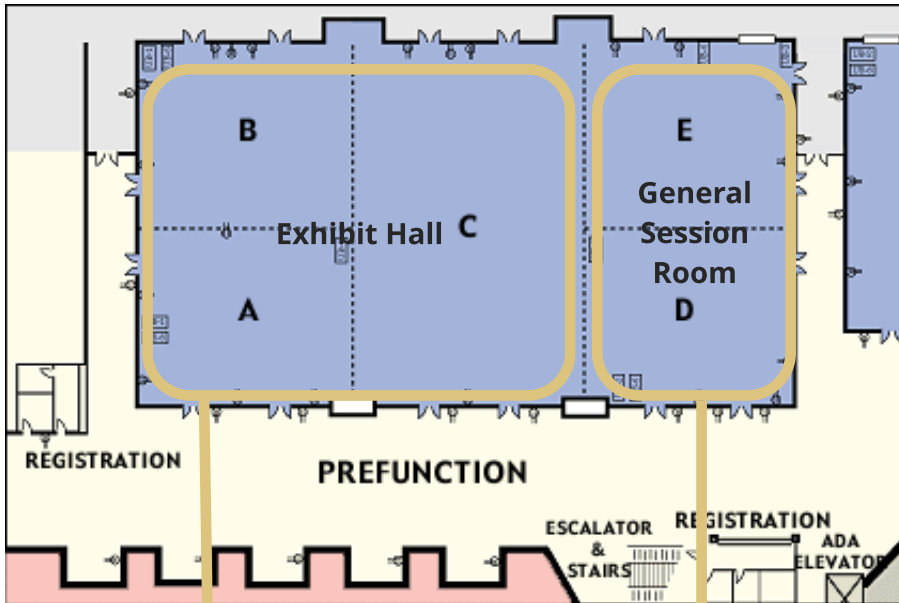 B
E
General
Exhibit Hall
C
Session
Room
A
D
REGISTRATION
PREFUNCTION
ESCALATOR
&
STAIRS
REGISTRATION
ADA
ELEVATOR